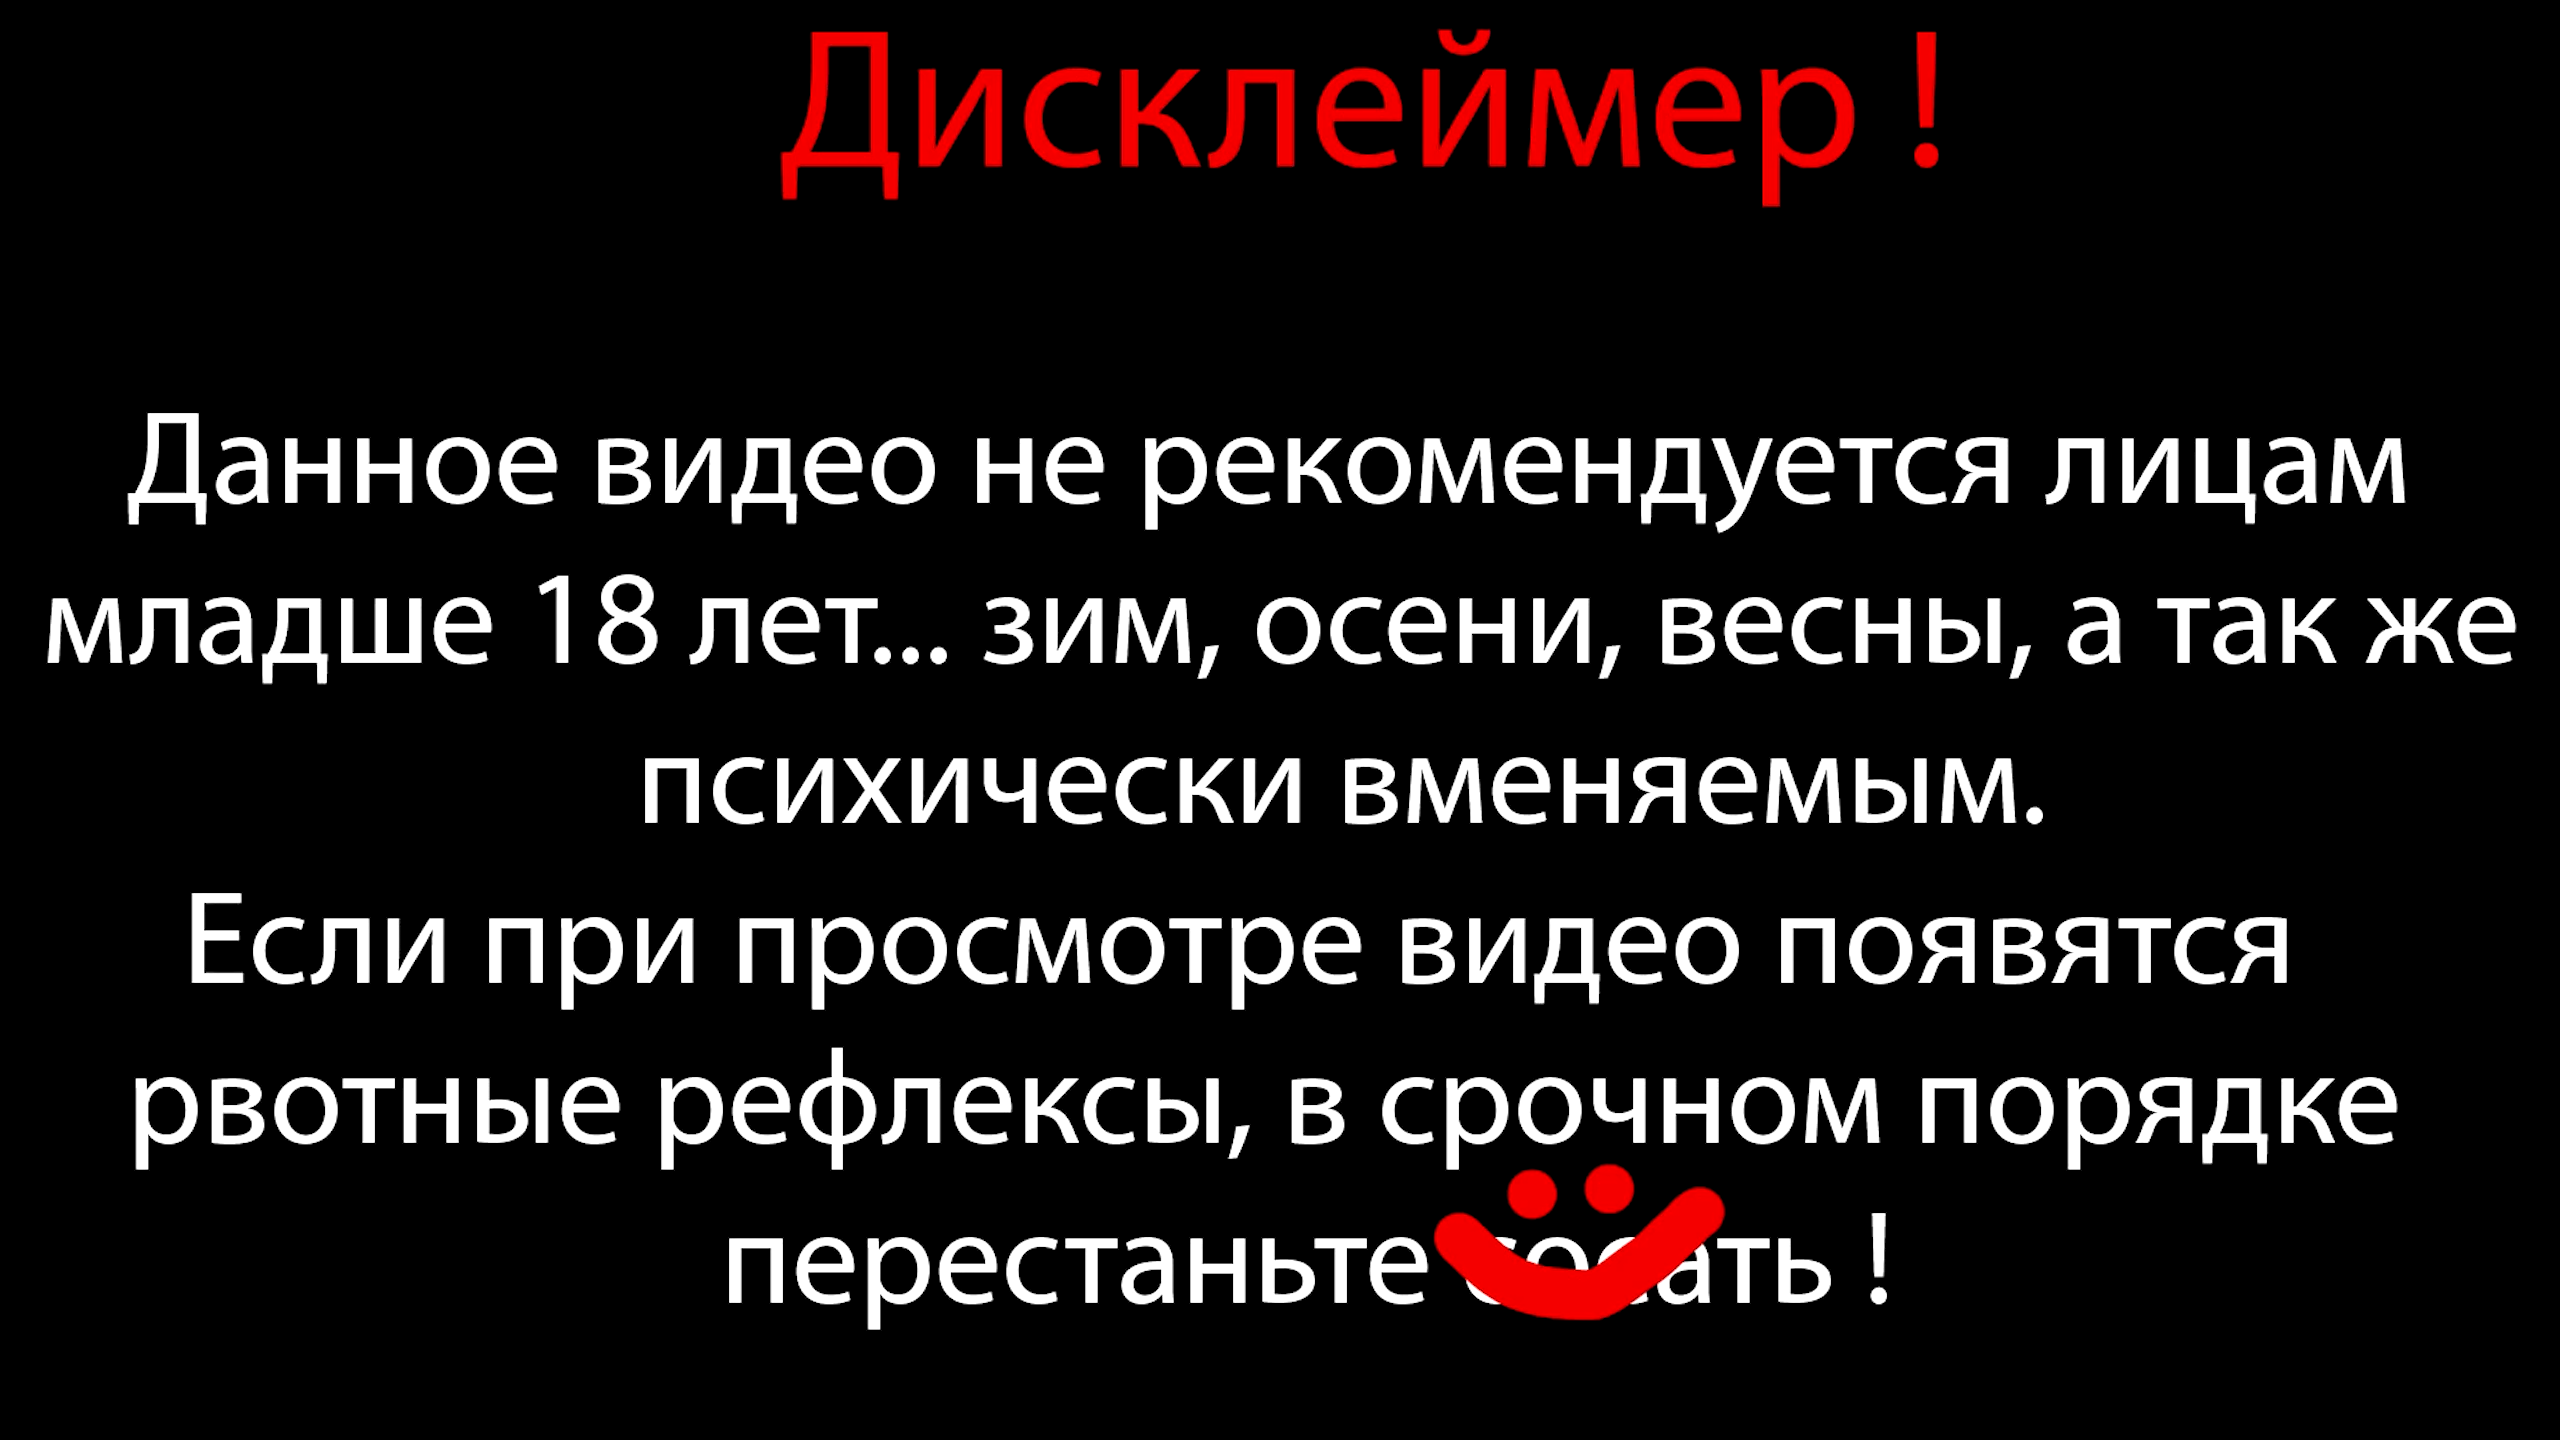 Дисклеймер !
Данное видео не рекомендуется лицам
младше 18 лет... зим, осени, весны, а так же
психически вменяемым.
Если при просмотре видео появятся
рвотные рефлексы, в срочном порядке
перестаньте сосать !